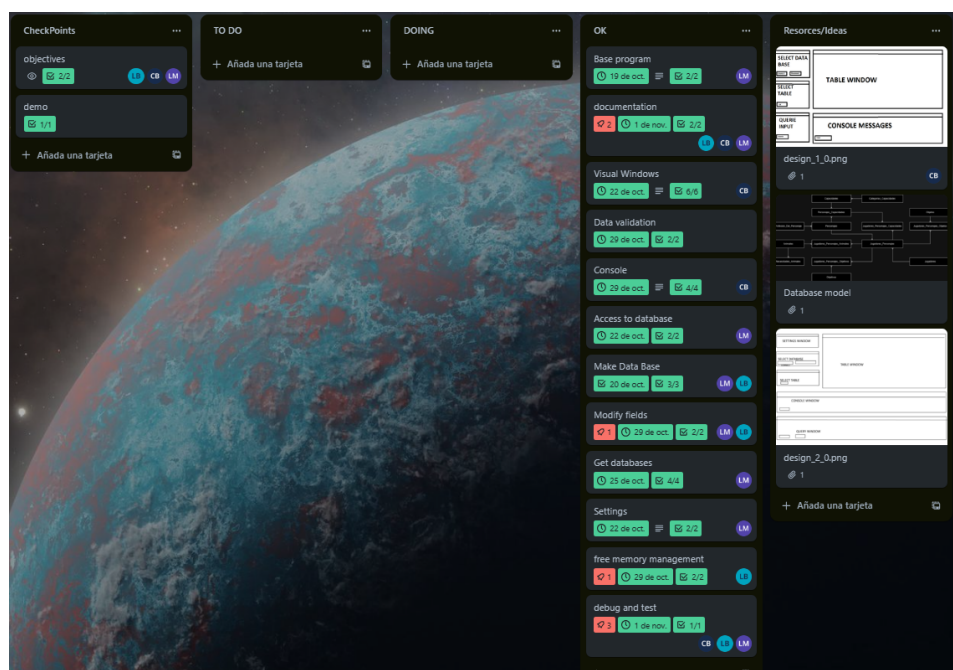 CheckPoints
objectives
2/2
LB CB LM
demo
1/1
+ Añada una tarjeta
TO DO
+ Añada una tarjeta
DOING
+ Añada una tarjeta
OK
Base program
19 de oct. 2/2
LM
documentation
2 1 de nov. 2/2
LB CB LM
Visual Windows
22 de oct. 6/6
CB
Data validation
29 de oct. 2/2
Console
29 de oct. 4/4
CB
Access to database
22 de oct. 2/2
LM
Make Data Base
20 de oct. 3/3
LM LB
Modify fields
1 29 de oct. 2/2
LM LB
Get databases
25 de oct. 4/4
LM
Settings
22 de oct. 2/2
LM
free memory management
1 29 de oct. 2/2
LB
debug and test
3 1 de nov. 1/1
CB LB LM
Resorces/Ideas
SELECT DATA
BASE
SELECT
TABLE
QUERIE
INPUT
TABLE WINDOW
CONSOLE MESSAGES
design_1_0.png
1
CB
Database model
1
SETTINGS WINDOW
SELECT TABLE
TABLE WINDOW
CONSOLE WINDOW
QUERY WINDOW
design_2_0.png
1
+ Añada una tarjeta